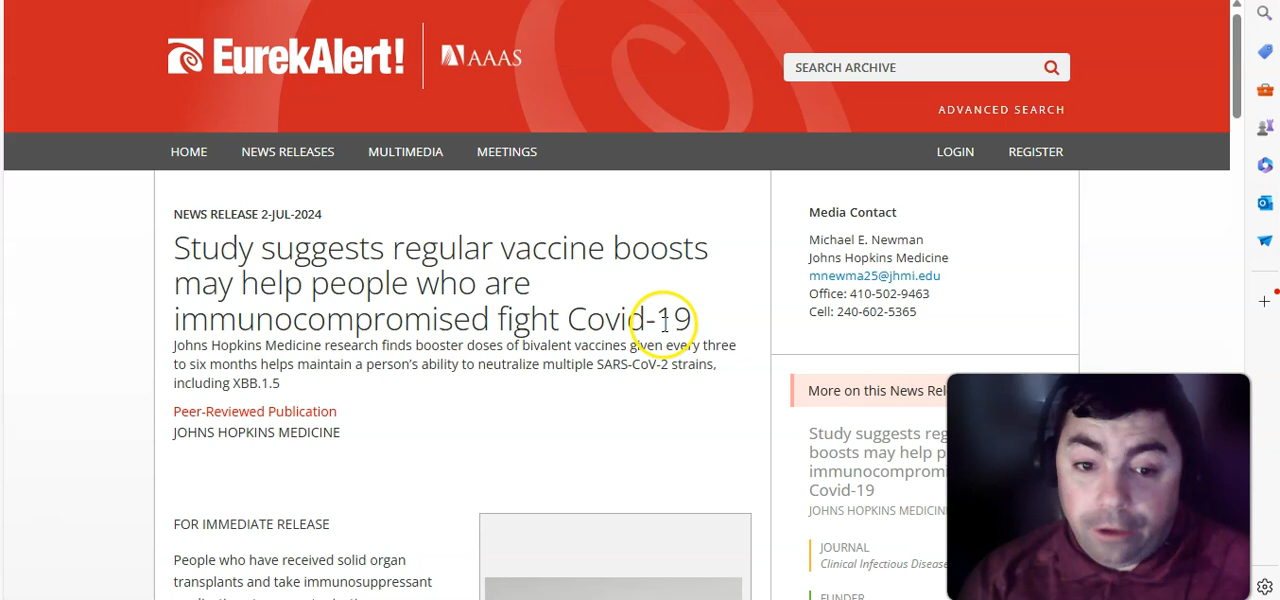 EurekAlert!
AAAS
SEARCH ARCHIVE
ADVANCED SEARCH
HOME
NEWS RELEASES
MULTIMEDIA
MEETINGS
LOGIN
REGISTER
NEWS RELEASE 2-JUL-2024
Study suggests regular vaccine boosts
may help people who are
immunocompromised fight Covid-19
Johns Hopkins Medicine research finds booster doses of bivalent vaccines given every three
to six months helps maintain a person's ability to neutralize multiple SARS-CoV-2 strains,
including XBB.1.5
Peer-Reviewed Publication
JOHNS HOPKINS MEDICINE
FOR IMMEDIATE RELEASE
People who have received solid organ
transplants and take immunosuppressant
Media Contact
Michael E. Newman
Johns Hopkins Medicine
mnewma25@jhmi.edu
Office: 410-502-9463
Cell: 240-602-5365
More on this News Rel
Study suggests reg
boosts may help p
immunocompromi
Covid-19
JOHNS HOPKINS MEDICIN
JOURNAL
Clinical Infectious Disease